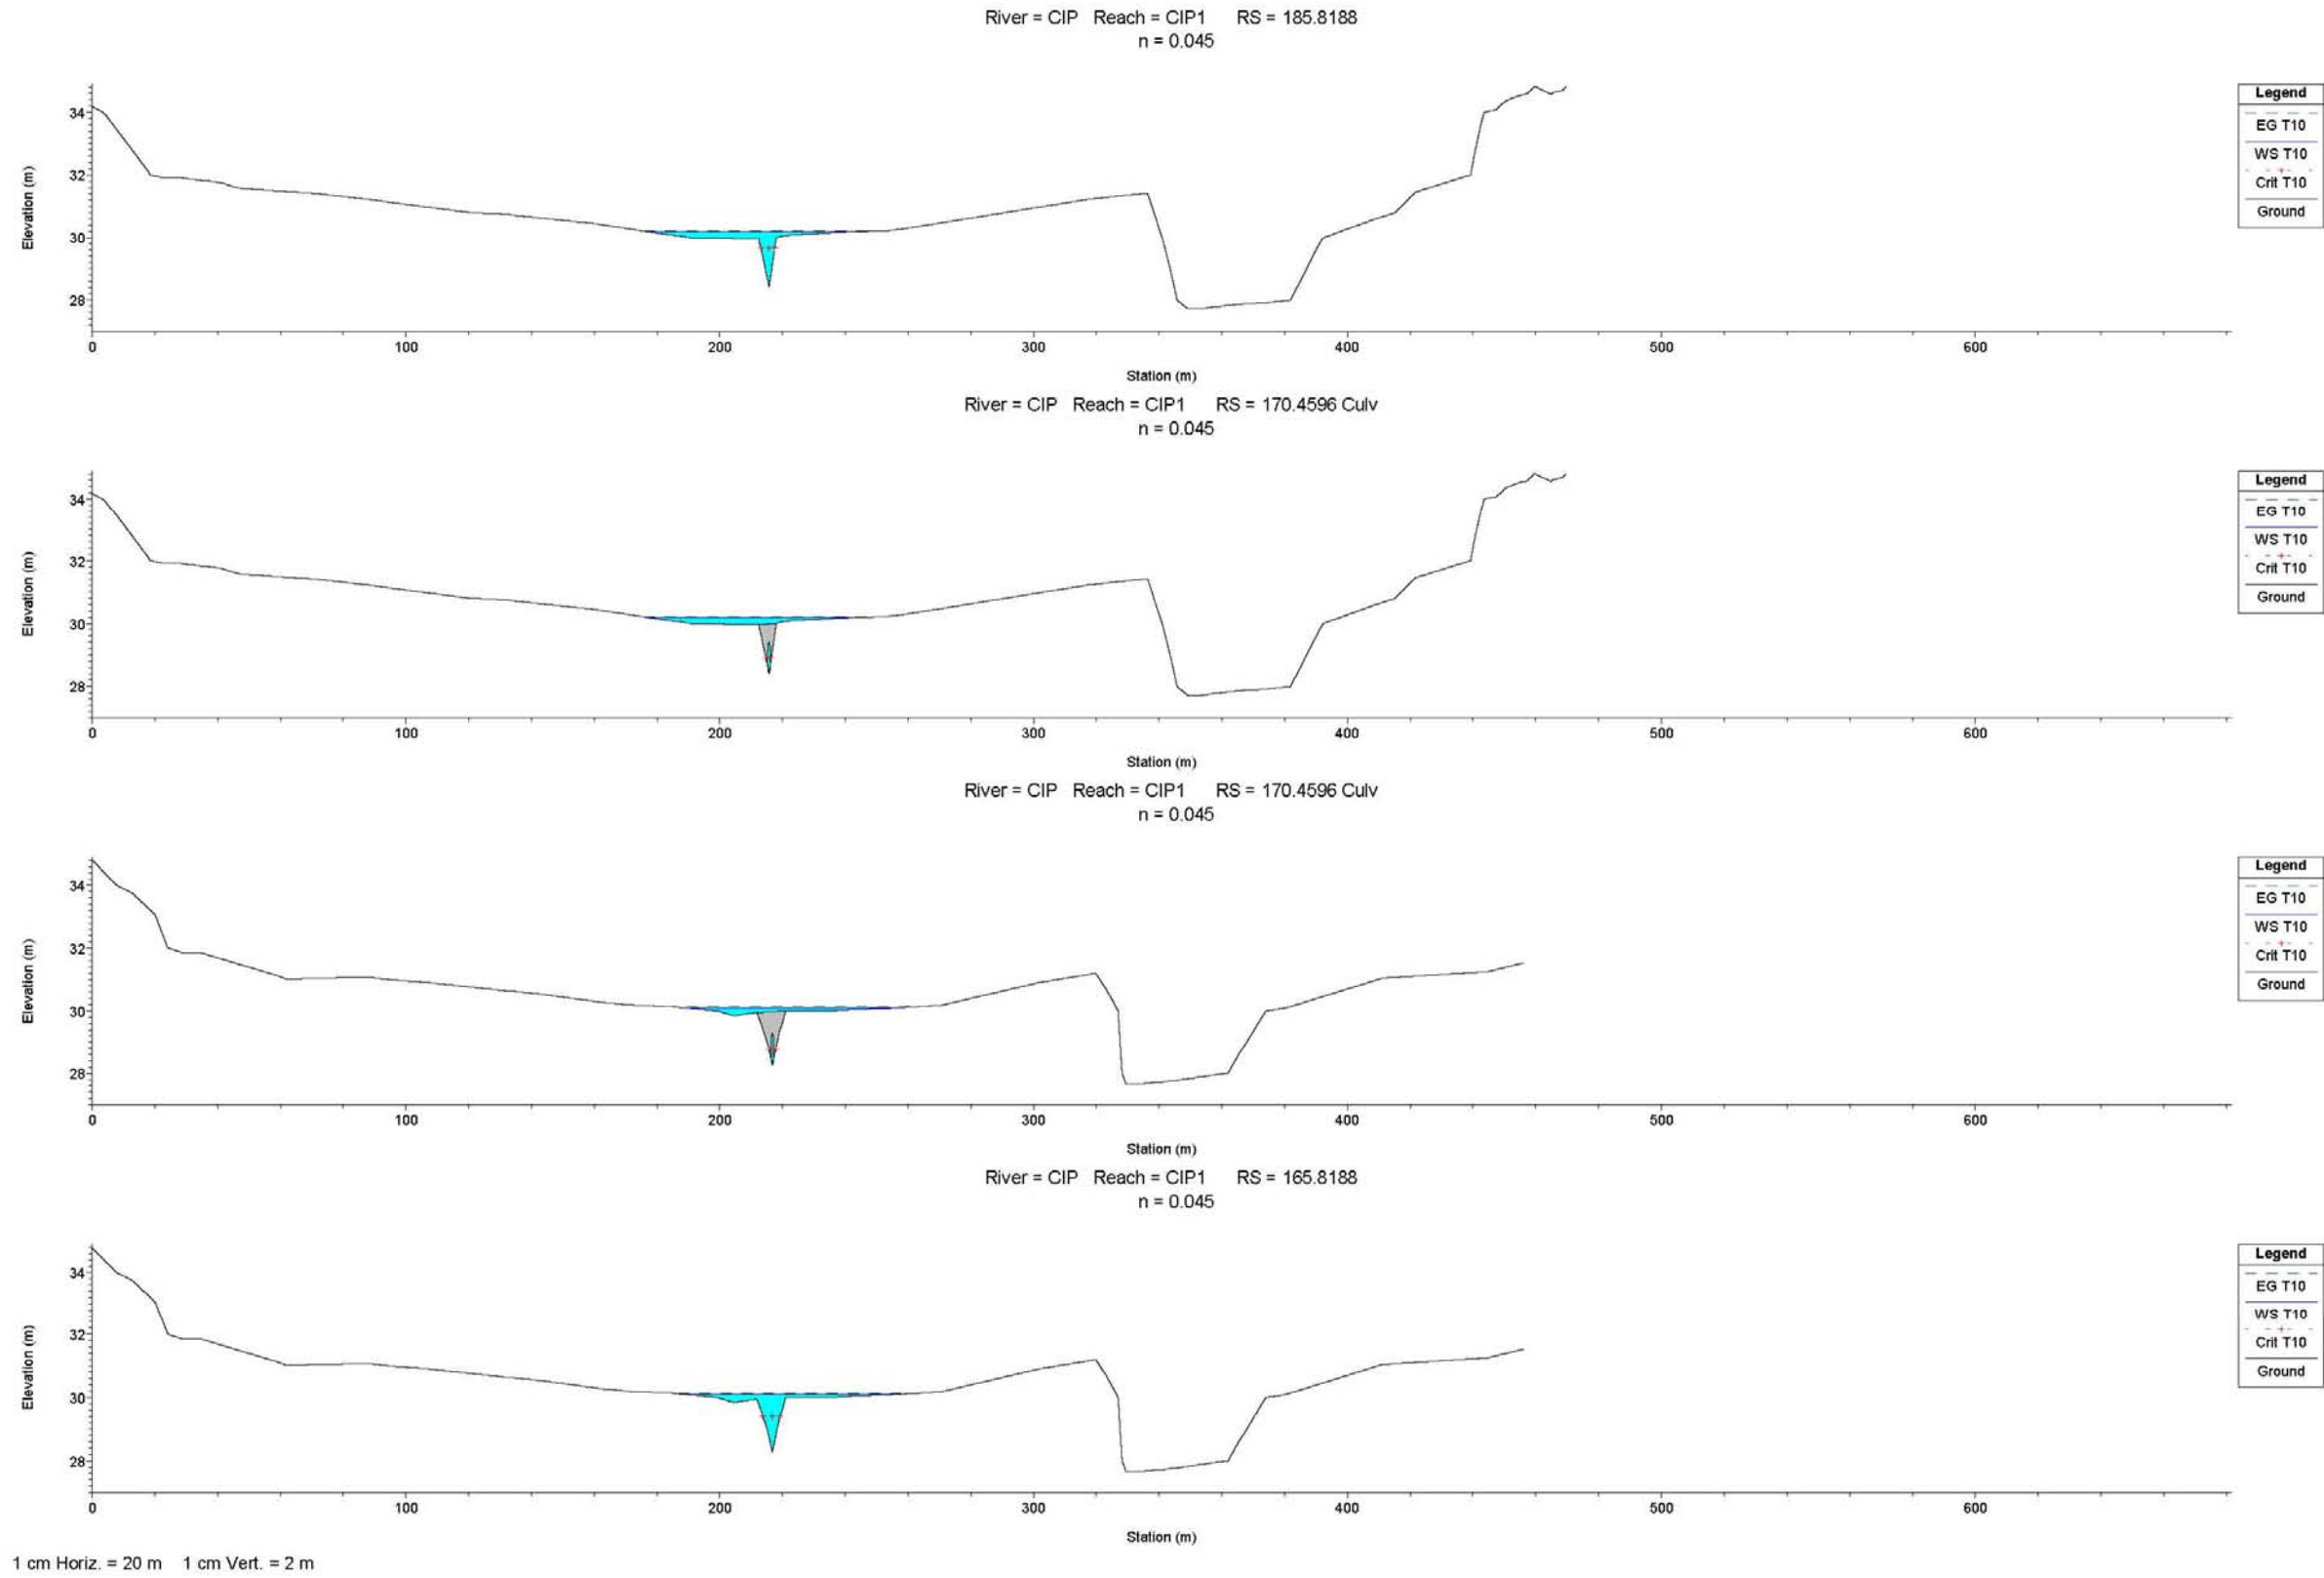 River = CIP   Reach = CIP1      RS = 185.8188
n = 0.045
Elevation (m)
34
32
30
28
0 100 200 300 400 500 600
Station (m)
Legend
EG T10
WS T10
Crit T10
Ground
River = CIP   Reach = CIP1      RS = 170.4596 Culv
n = 0.045
Elevation (m)
34
32
30
28
0 100 200 300 400 500 600
Station (m)
Legend
EG T10
WS T10
Crit T10
Ground
River = CIP   Reach = CIP1      RS = 170.4596 Culv
n = 0.045
Elevation (m)
34
32
30
28
0 100 200 300 400 500 600
Station (m)
Legend
EG T10
WS T10
Crit T10
Ground
River = CIP   Reach = CIP1      RS = 165.8188
n = 0.045
Elevation (m)
34
32
30
28
0 100 200 300 400 500 600
Station (m)
Legend
EG T10
WS T10
Crit T10
Ground
1 cm Horiz. = 20 m    1 cm Vert. = 2 m